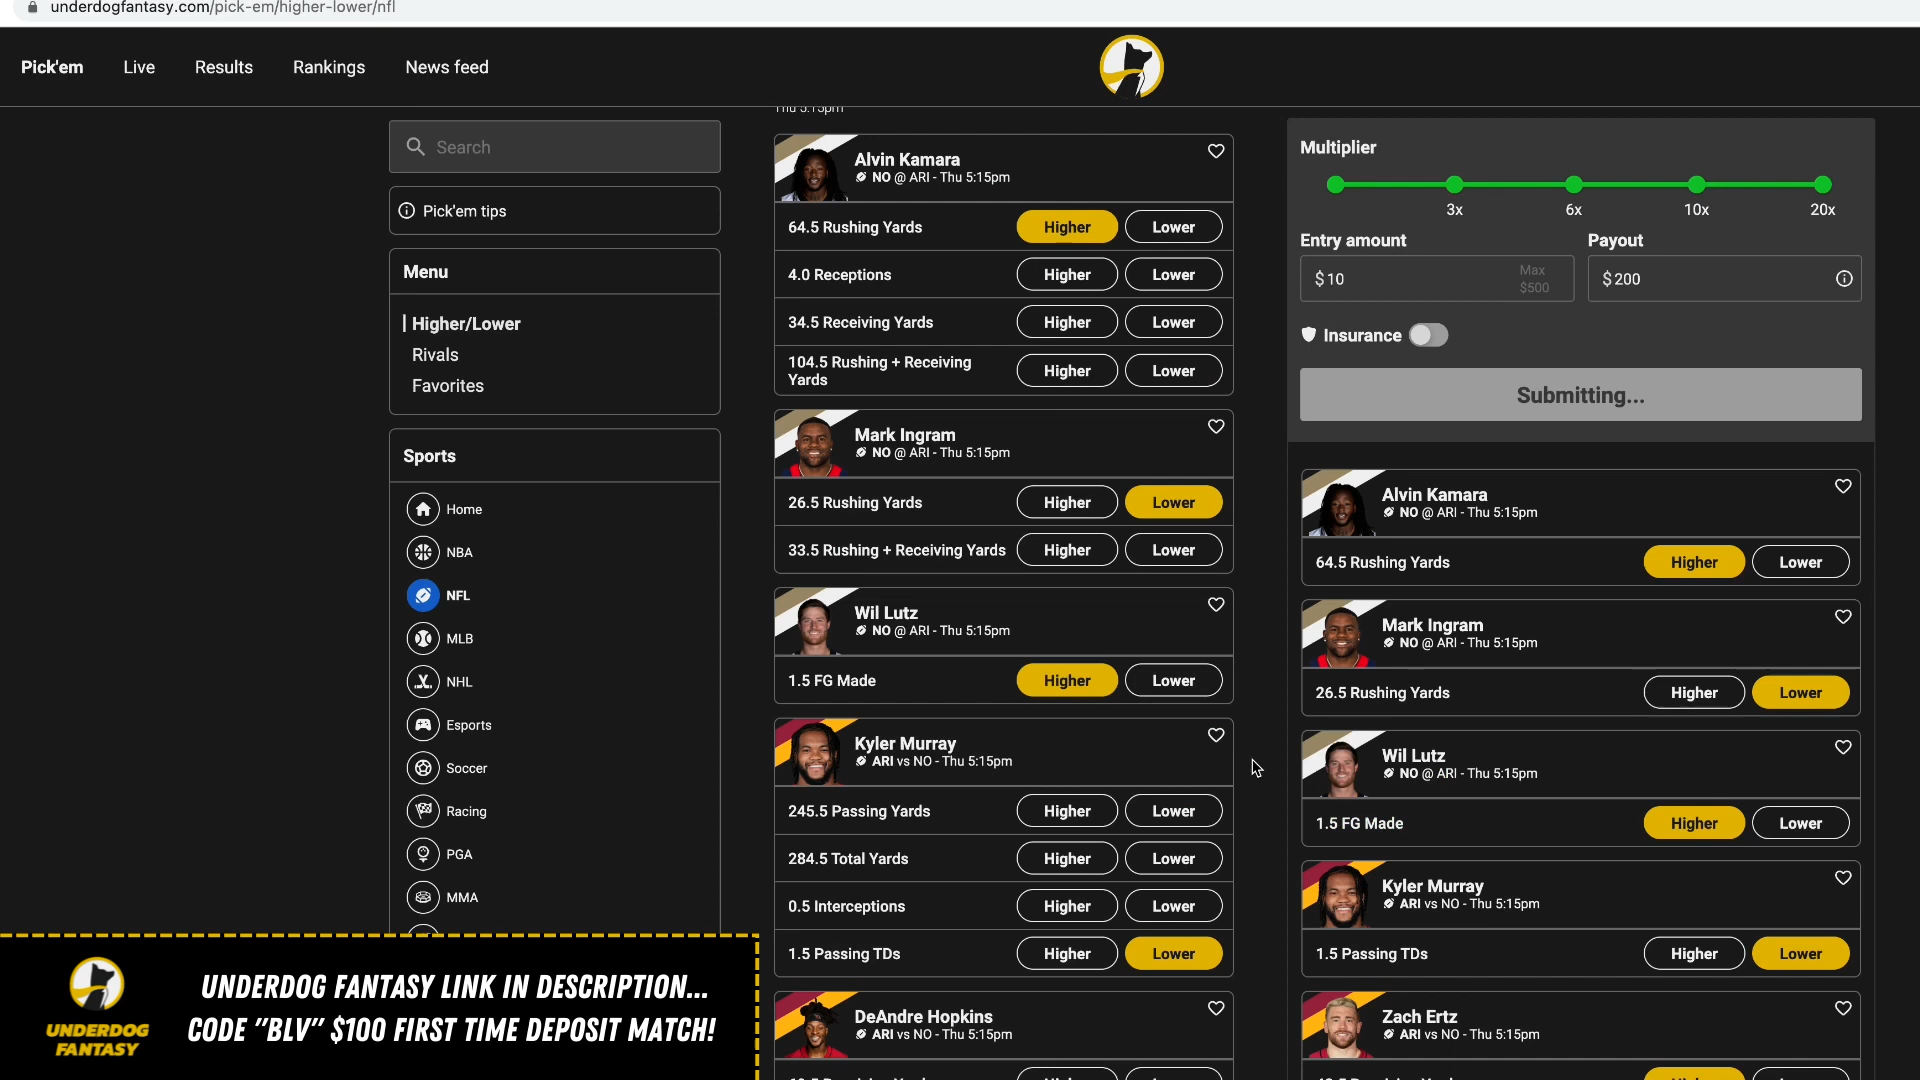 underdogfantasy.com/pick-em/higher-lower/nfl
Pick'em
Live
Results
Rankings
News feed
Thu 5:15pm
Search
Pick'em tips
Menu
Higher/Lower
Rivals
Favorites
Sports
Home
NBA
NFL
MLB
NHL
Esports
Soccer
Racing
PGA
MMA
Alvin Kamara
NO @ ARI - Thu 5:15pm
64.5 Rushing Yards
Higher
Lower
4.0 Receptions
Higher
Lower
34.5 Receiving Yards
Higher
Lower
104.5 Rushing + Receiving
Yards
Higher
Lower
Mark Ingram
NO @ ARI - Thu 5:15pm
26.5 Rushing Yards
Higher
Lower
33.5 Rushing + Receiving Yards
Higher
Lower
Wil Lutz
NO @ ARI - Thu 5:15pm
1.5 FG Made
Higher
Lower
Kyler Murray
ARI vs NO - Thu 5:15pm
245.5 Passing Yards
Higher
Lower
284.5 Total Yards
Higher
Lower
0.5 Interceptions
Higher
Lower
1.5 Passing TDs
Higher
Lower
DeAndre Hopkins
ARI vs NO - Thu 5:15pm
Multiplier
3x
6x
10x
20x
Entry amount
Payout
$10
Max
$500
$200
Insurance
Submitting...
Alvin Kamara
NO @ ARI - Thu 5:15pm
64.5 Rushing Yards
Higher
Lower
Mark Ingram
NO @ ARI - Thu 5:15pm
26.5 Rushing Yards
Higher
Lower
Wil Lutz
NO @ ARI - Thu 5:15pm
1.5 FG Made
Higher
Lower
Kyler Murray
ARI vs NO - Thu 5:15pm
1.5 Passing TDs
Higher
Lower
Zach Ertz
ARI vs NO - Thu 5:15pm
UNDERDOG
FANTASY
UNDERDOG FANTASY LINK IN DESCRIPTION...
CODE "BLV" $100 FIRST TIME DEPOSIT MATCH!